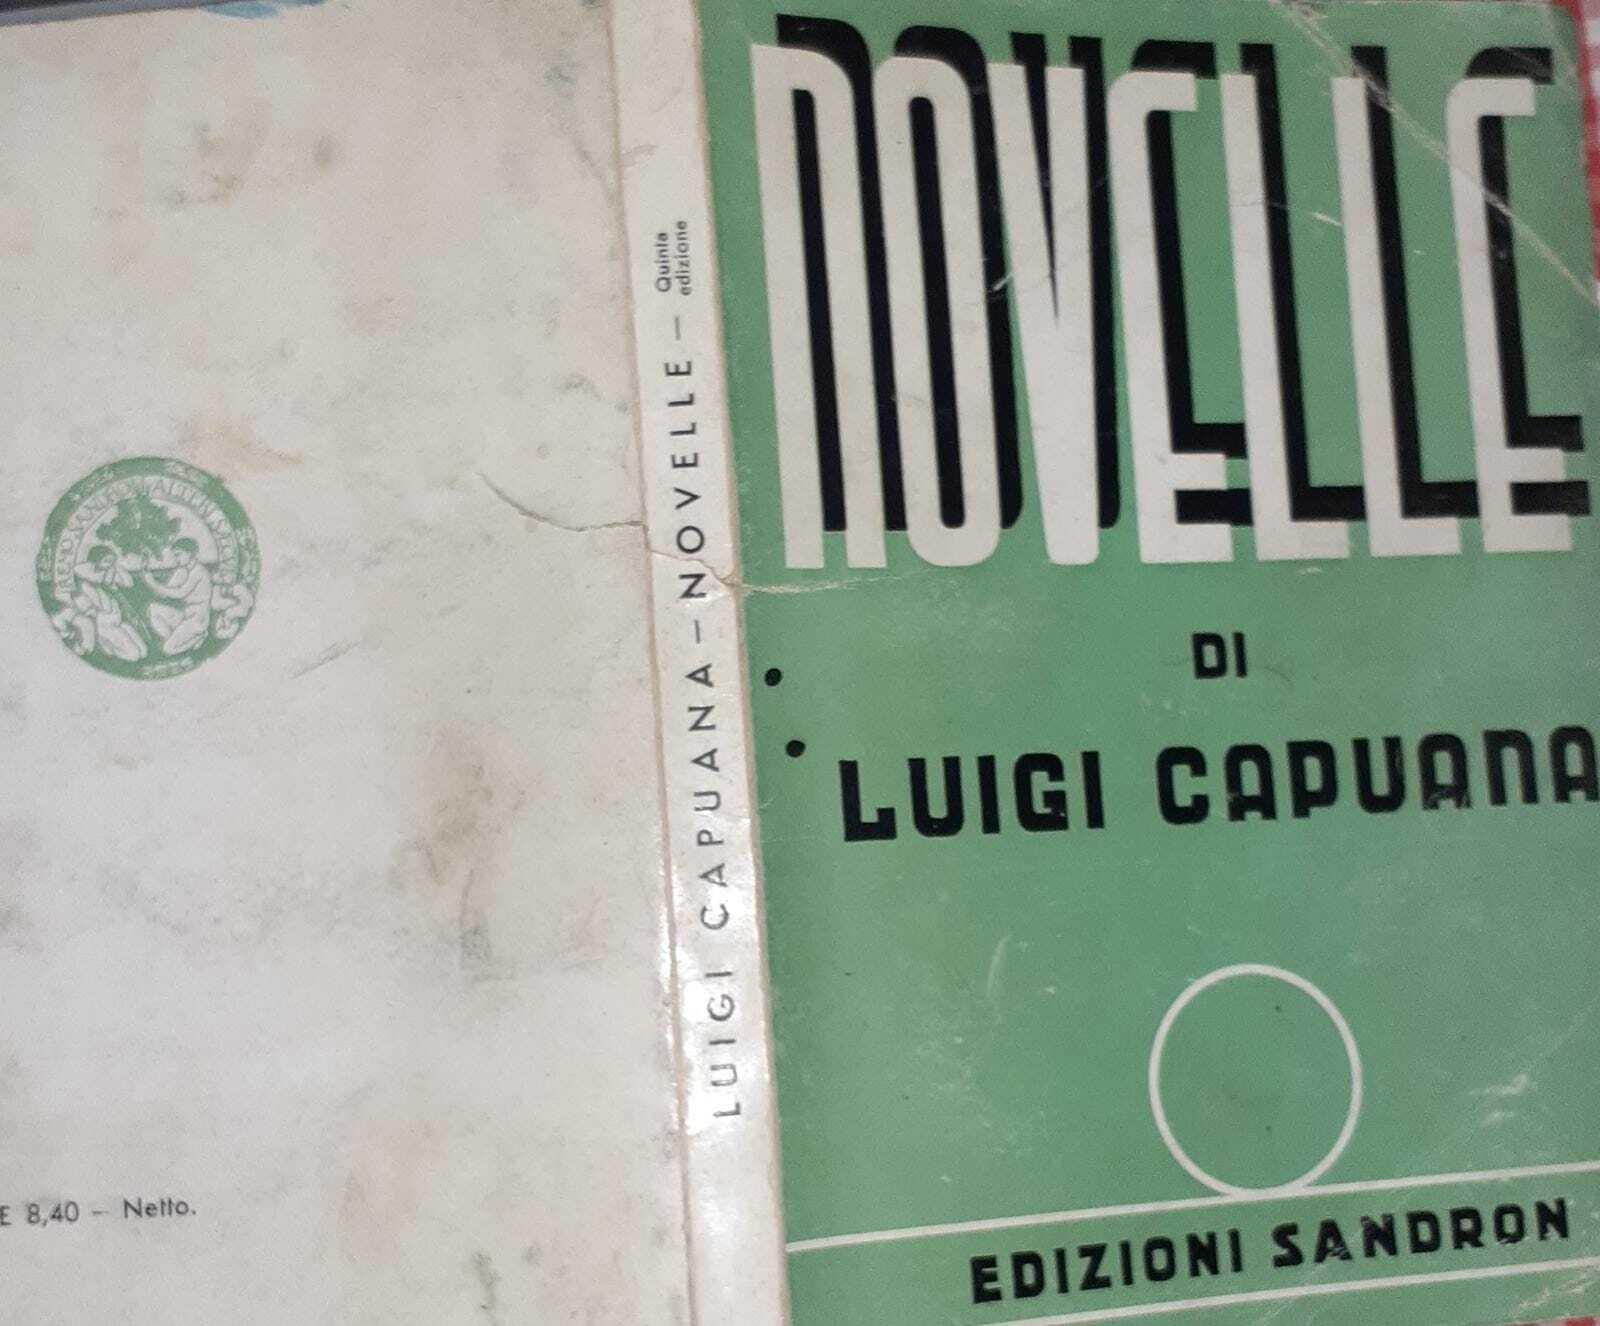 NOVELLE
DI
LUIGI CAPUANA
EDIZIONI SANDRON
LUIGI CAPUANA – NOVELLE – Quinta
edizione
E 8,40 – Netto.